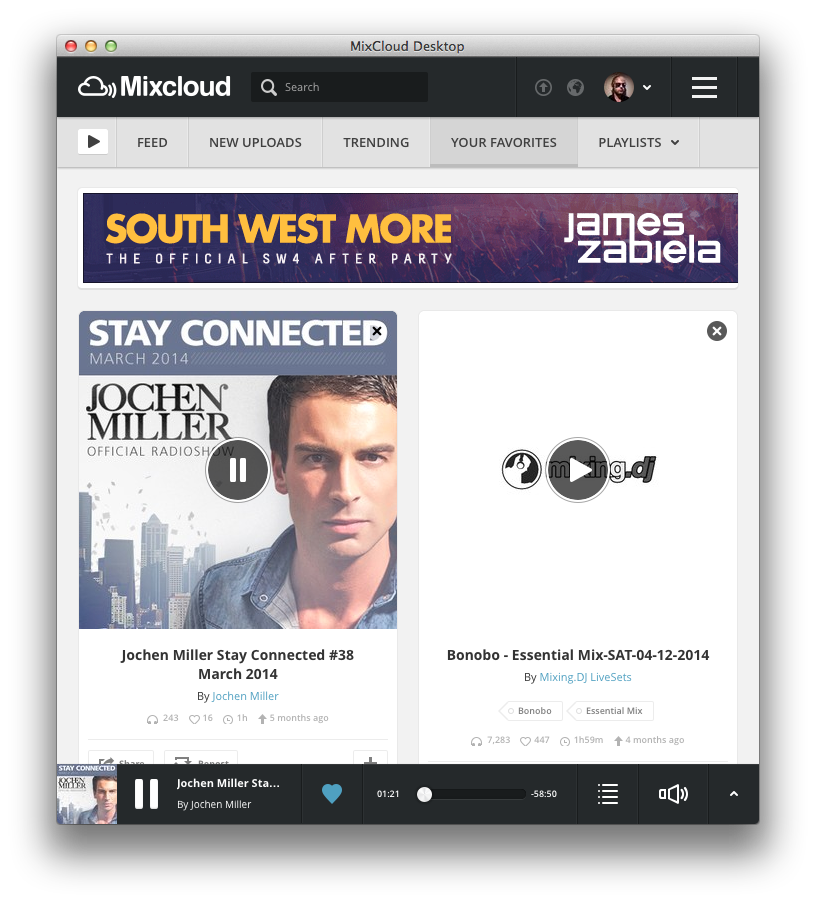 MixCloud Desktop
Mixcloud
Search
FEED
NEW UPLOADS
TRENDING
YOUR FAVORITES
PLAYLISTS
SOUTH WEST MORE
THE OFFICIAL SW4 AFTER PARTY
james
zabiela
STAY CONNECTED
MARCH 2014
JOCHEN
MILLER
OFFICIAL RADIOSHOW
mixing.dj
Jochen Miller Stay Connected #38
March 2014
By Jochen Miller
243 16 1h 5 months ago
Share Repost
Bonobo - Essential Mix-SAT-04-12-2014
By Mixing.DJ LiveSets
Bonobo Essential Mix
7,283 447 1h59m 4 months ago
STAY CONNECTED
JOCHEN
MILLER
Jochen Miller Sta...
By Jochen Miller
01:21
-58:50